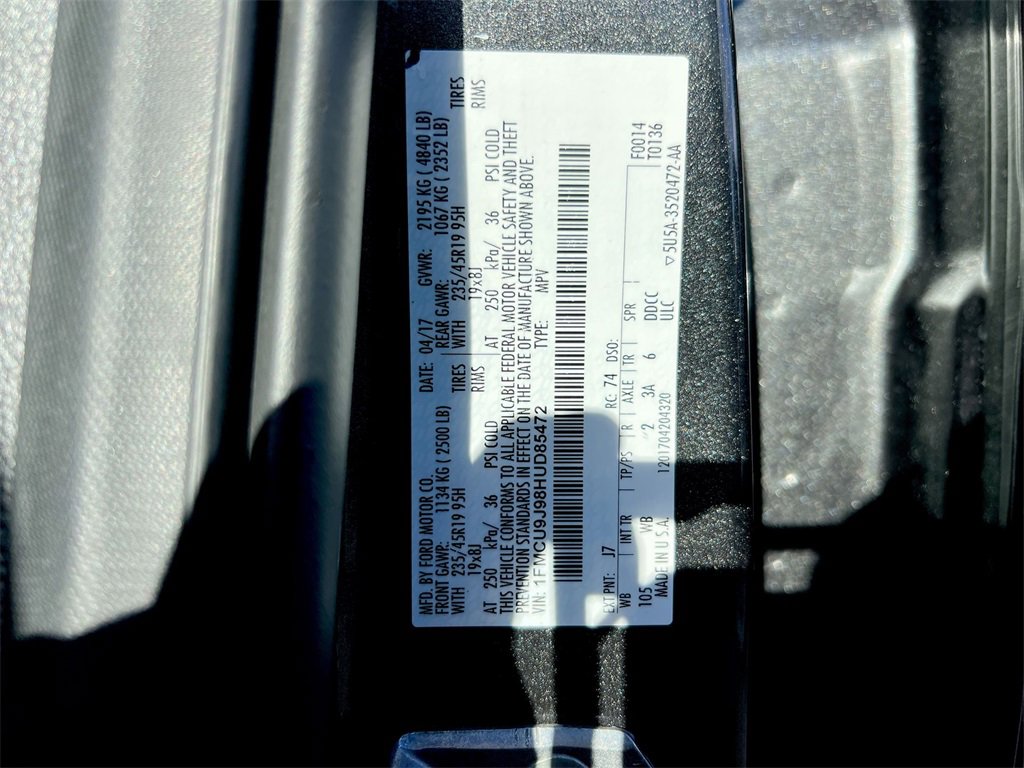 MFD. BY FORD MOTOR CO. DATE: 04/17 GVWR: 2195 KG ( 4840 LB)
FRONT GAWR: 1134 KG ( 2500 LB) REAR GAWR: 1067 KG ( 2352 LB)
WITH 235/45R19 95H TIRES WITH 235/45R19 95H TIRES
19x8J RIMS 19x8J RIMS
AT 250 kPa/ 36 PSI COLD AT 250 kPa/ 36 PSI COLD
THIS VEHICLE CONFORMS TO ALL APPLICABLE FEDERAL MOTOR VEHICLE SAFETY AND THEFT
PREVENTION STANDARDS IN EFFECT ON THE DATE OF MANUFACTURE SHOWN ABOVE.
VIN: 1FMCU9J98HUD85472 TYPE: MPV
EXT PNT: J7 RC: 74 DSO: F0014
WB INT TR TP/PS R AXLE TR SPR T0136
105 WB 2 3A 6 DDCC
MADE IN U.S.A. 1201704204320 ULC ▽5U5A-3520472-AA